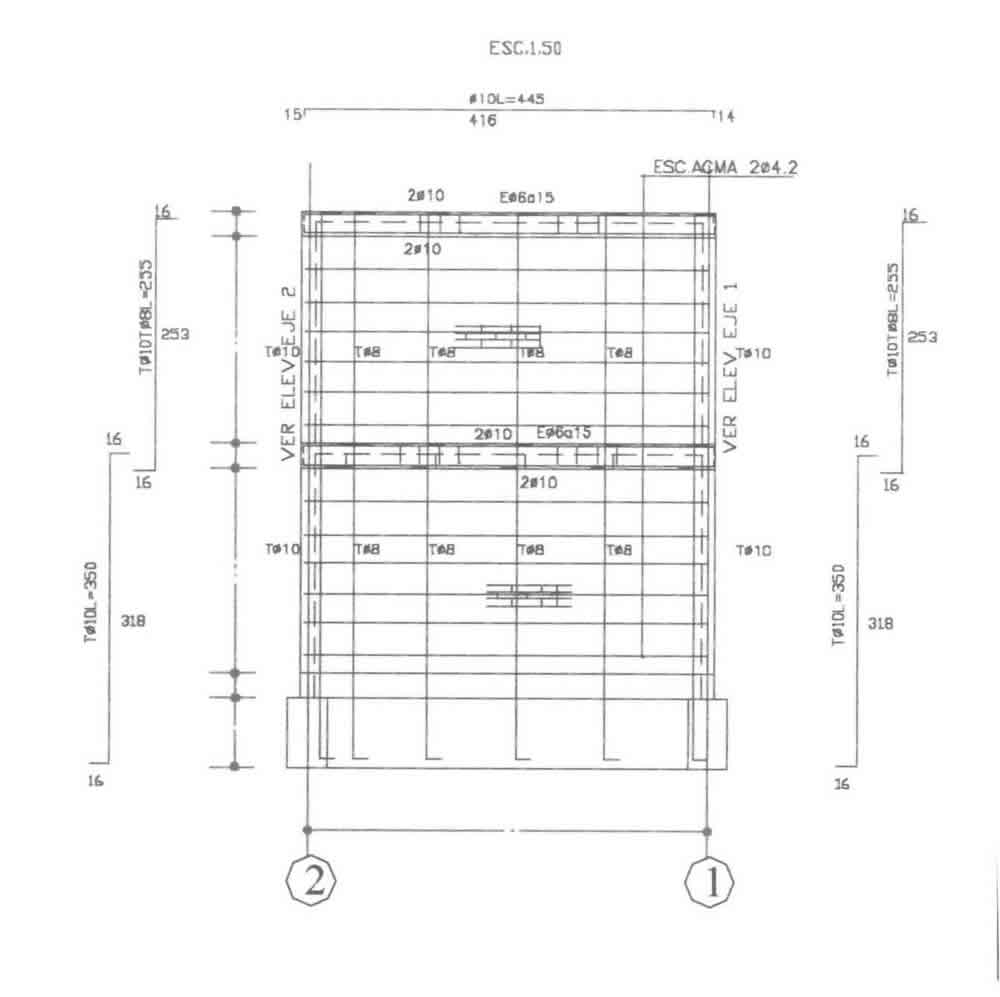 ESC.1.50
Ø10L=445
15 416 14
ESC.ACMA 2Ø4.2
2Ø10 EØ6a15
16 16
2Ø10
TØ10TØ8L=255 253 VER ELEV EJE 2 VER ELEV EJE 1 TØ10TØ8L=255 253
TØ10 TØ8 TØ8 TØ8 TØ8 TØ10
2Ø10 EØ6a15
16 16
16 2Ø10 16
TØ10 TØ8 TØ8 TØ8 TØ8 TØ10
TØ10L=350 318 TØ10L=350 318
16 16
2 1